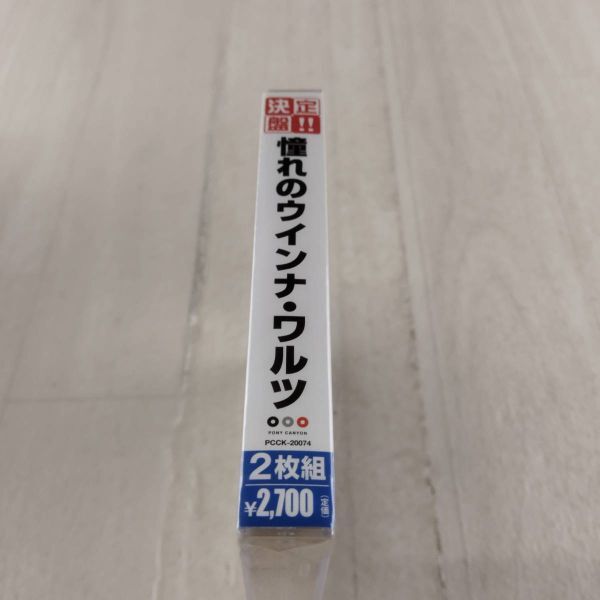 決定盤!!
憧れのウインナ・ワルツ
PONY CANYON
PCCK-20074
2枚組
¥2,700(定価)